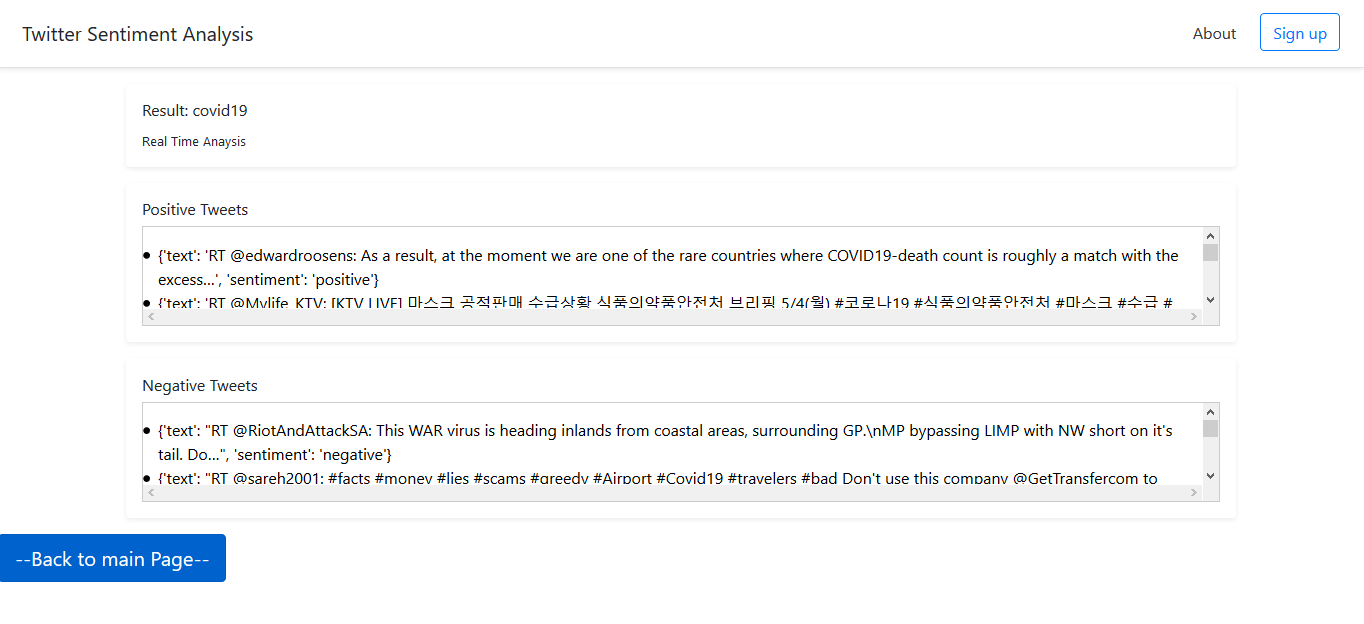 Twitter Sentiment Analysis
About
Sign up
Result: covid19
Real Time Anaysis
Positive Tweets
{'text': 'RT @edwardroosens: As a result, at the moment we are one of the rare countries where COVID19-death count is roughly a match with the
excess…', 'sentiment': 'positive'}
{'text': 'RT @Mylife_KTV: [KTV LIVE] 마스크 공적판매 수급상황 식품의약품안전처 브리핑 5/4(월) #코로나19 #식품의약품안전처 #마스크 #수급 #
Negative Tweets
{'text': "RT @RiotAndAttackSA: This WAR virus is heading inlands from coastal areas, surrounding GP.\nMP bypassing LIMP with NW short on it's
tail. Do…", 'sentiment': 'negative'}
{'text': "RT @sareh2001: #facts #money #lies #scams #greedy #Airport #Covid19 #travelers #bad Don't use this company @GetTransfercom to
--Back to main Page--